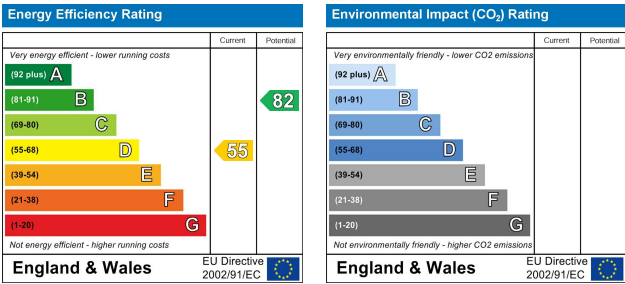 Energy Efficiency Rating
Current Potential
Very energy efficient - lower running costs
(92 plus) A
(81-91) B
82
(69-80) C
(55-68) D
55
(39-54) E
(21-38) F
(1-20) G
Not energy efficient - higher running costs
England & Wales
EU Directive
2002/91/EC
Environmental Impact (CO2) Rating
Current Potential
Very environmentally friendly - lower CO2 emissions
(92 plus) A
(81-91) B
(69-80) C
(55-68) D
(39-54) E
(21-38) F
(1-20) G
Not environmentally friendly - higher CO2 emissions
England & Wales
EU Directive
2002/91/EC